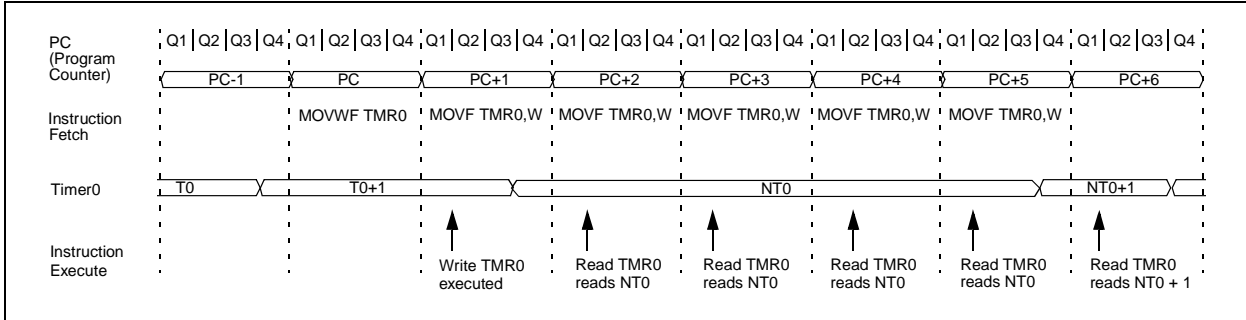 PC
(Program
Counter)
Q1 Q2 Q3 Q4 Q1 Q2 Q3 Q4 Q1 Q2 Q3 Q4 Q1 Q2 Q3 Q4 Q1 Q2 Q3 Q4 Q1 Q2 Q3 Q4 Q1 Q2 Q3 Q4 Q1 Q2 Q3 Q4
PC-1 PC PC+1 PC+2 PC+3 PC+4 PC+5 PC+6
Instruction
Fetch
MOVWF TMR0 MOVF TMR0,W MOVF TMR0,W MOVF TMR0,W MOVF TMR0,W MOVF TMR0,W
Timer0
T0 T0+1 NT0 NT0+1
Instruction
Execute
Write TMR0
executed
Read TMR0
reads NT0
Read TMR0
reads NT0
Read TMR0
reads NT0
Read TMR0
reads NT0
Read TMR0
reads NT0 + 1